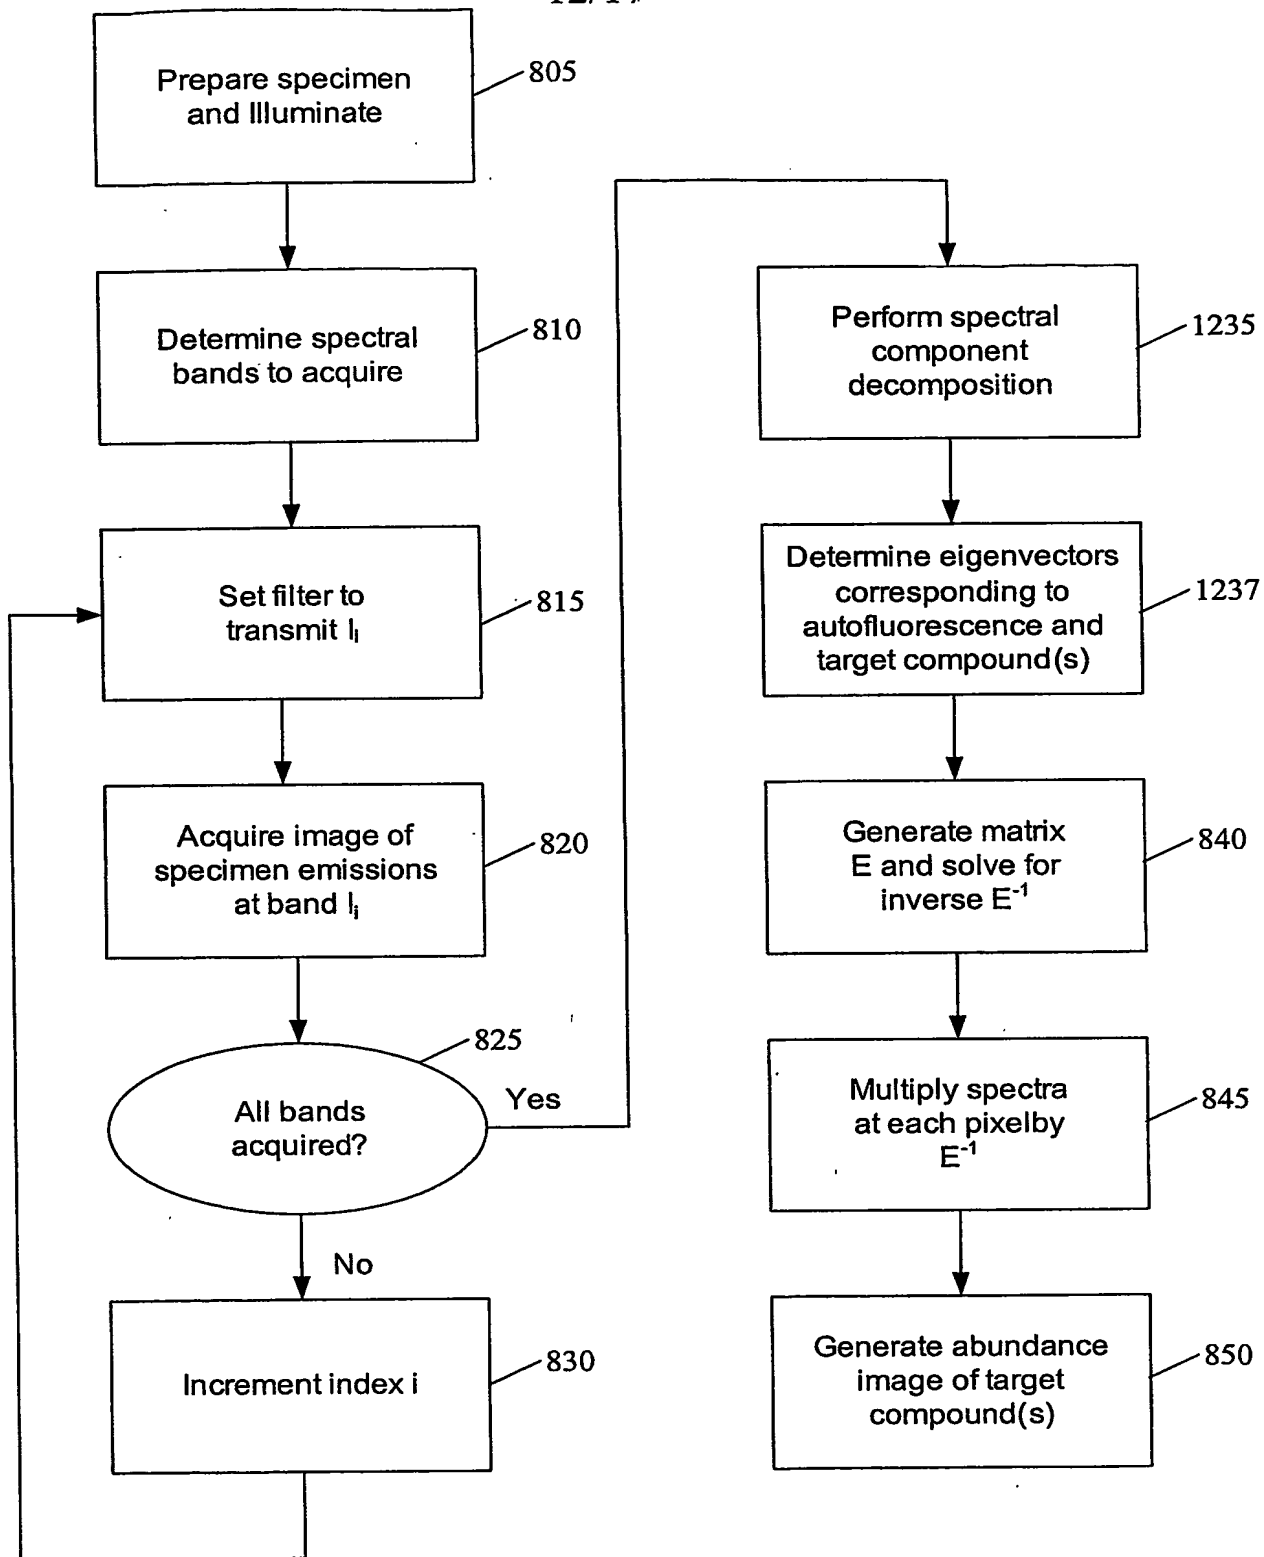 Prepare specimen
and Illuminate
805
Determine spectral
bands to acquire
810
Set filter to
transmit lᵢ
815
Acquire image of
specimen emissions
at band lᵢ
820
All bands
acquired?
825
Yes
No
Increment index i
830
Perform spectral
component
decomposition
1235
Determine eigenvectors
corresponding to
autofluorescence and
target compound(s)
1237
Generate matrix
E and solve for
inverse E⁻¹
840
Multiply spectra
at each pixelby
E⁻¹
845
Generate abundance
image of target
compound(s)
850